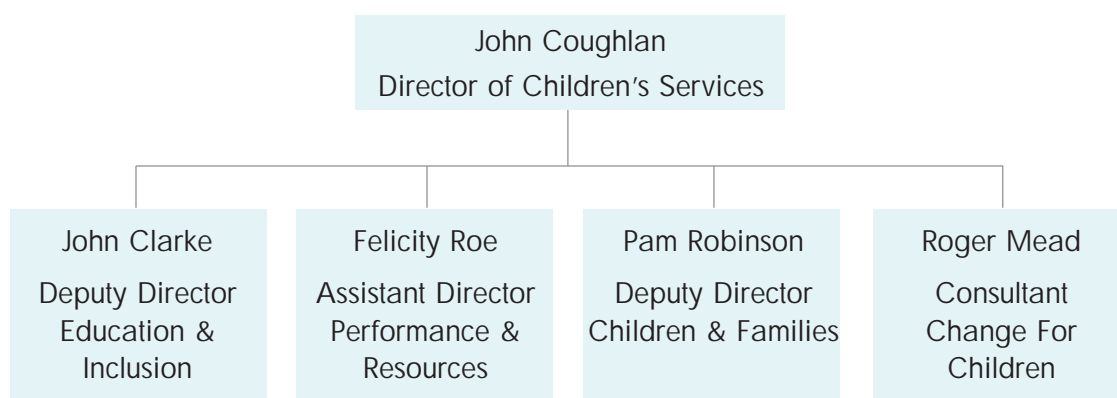 John Coughlan
Director of Children’s Services
John Clarke
Deputy Director
Education &
Inclusion
Felicity Roe
Assistant Director
Performance &
Resources
Pam Robinson
Deputy Director
Children & Families
Roger Mead
Consultant
Change For
Children